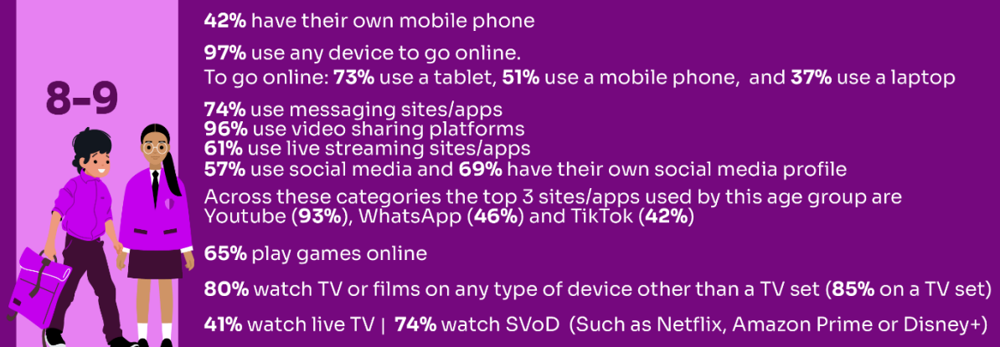 8-9
42% have their own mobile phone
97% use any device to go online.
To go online: 73% use a tablet, 51% use a mobile phone, and 37% use a laptop
74% use messaging sites/apps
96% use video sharing platforms
61% use live streaming sites/apps
57% use social media and 69% have their own social media profile
Across these categories the top 3 sites/apps used by this age group are
Youtube (93%), WhatsApp (46%) and TikTok (42%)
65% play games online
80% watch TV or films on any type of device other than a TV set (85% on a TV set)
41% watch live TV | 74% watch SVoD (Such as Netflix, Amazon Prime or Disney+)